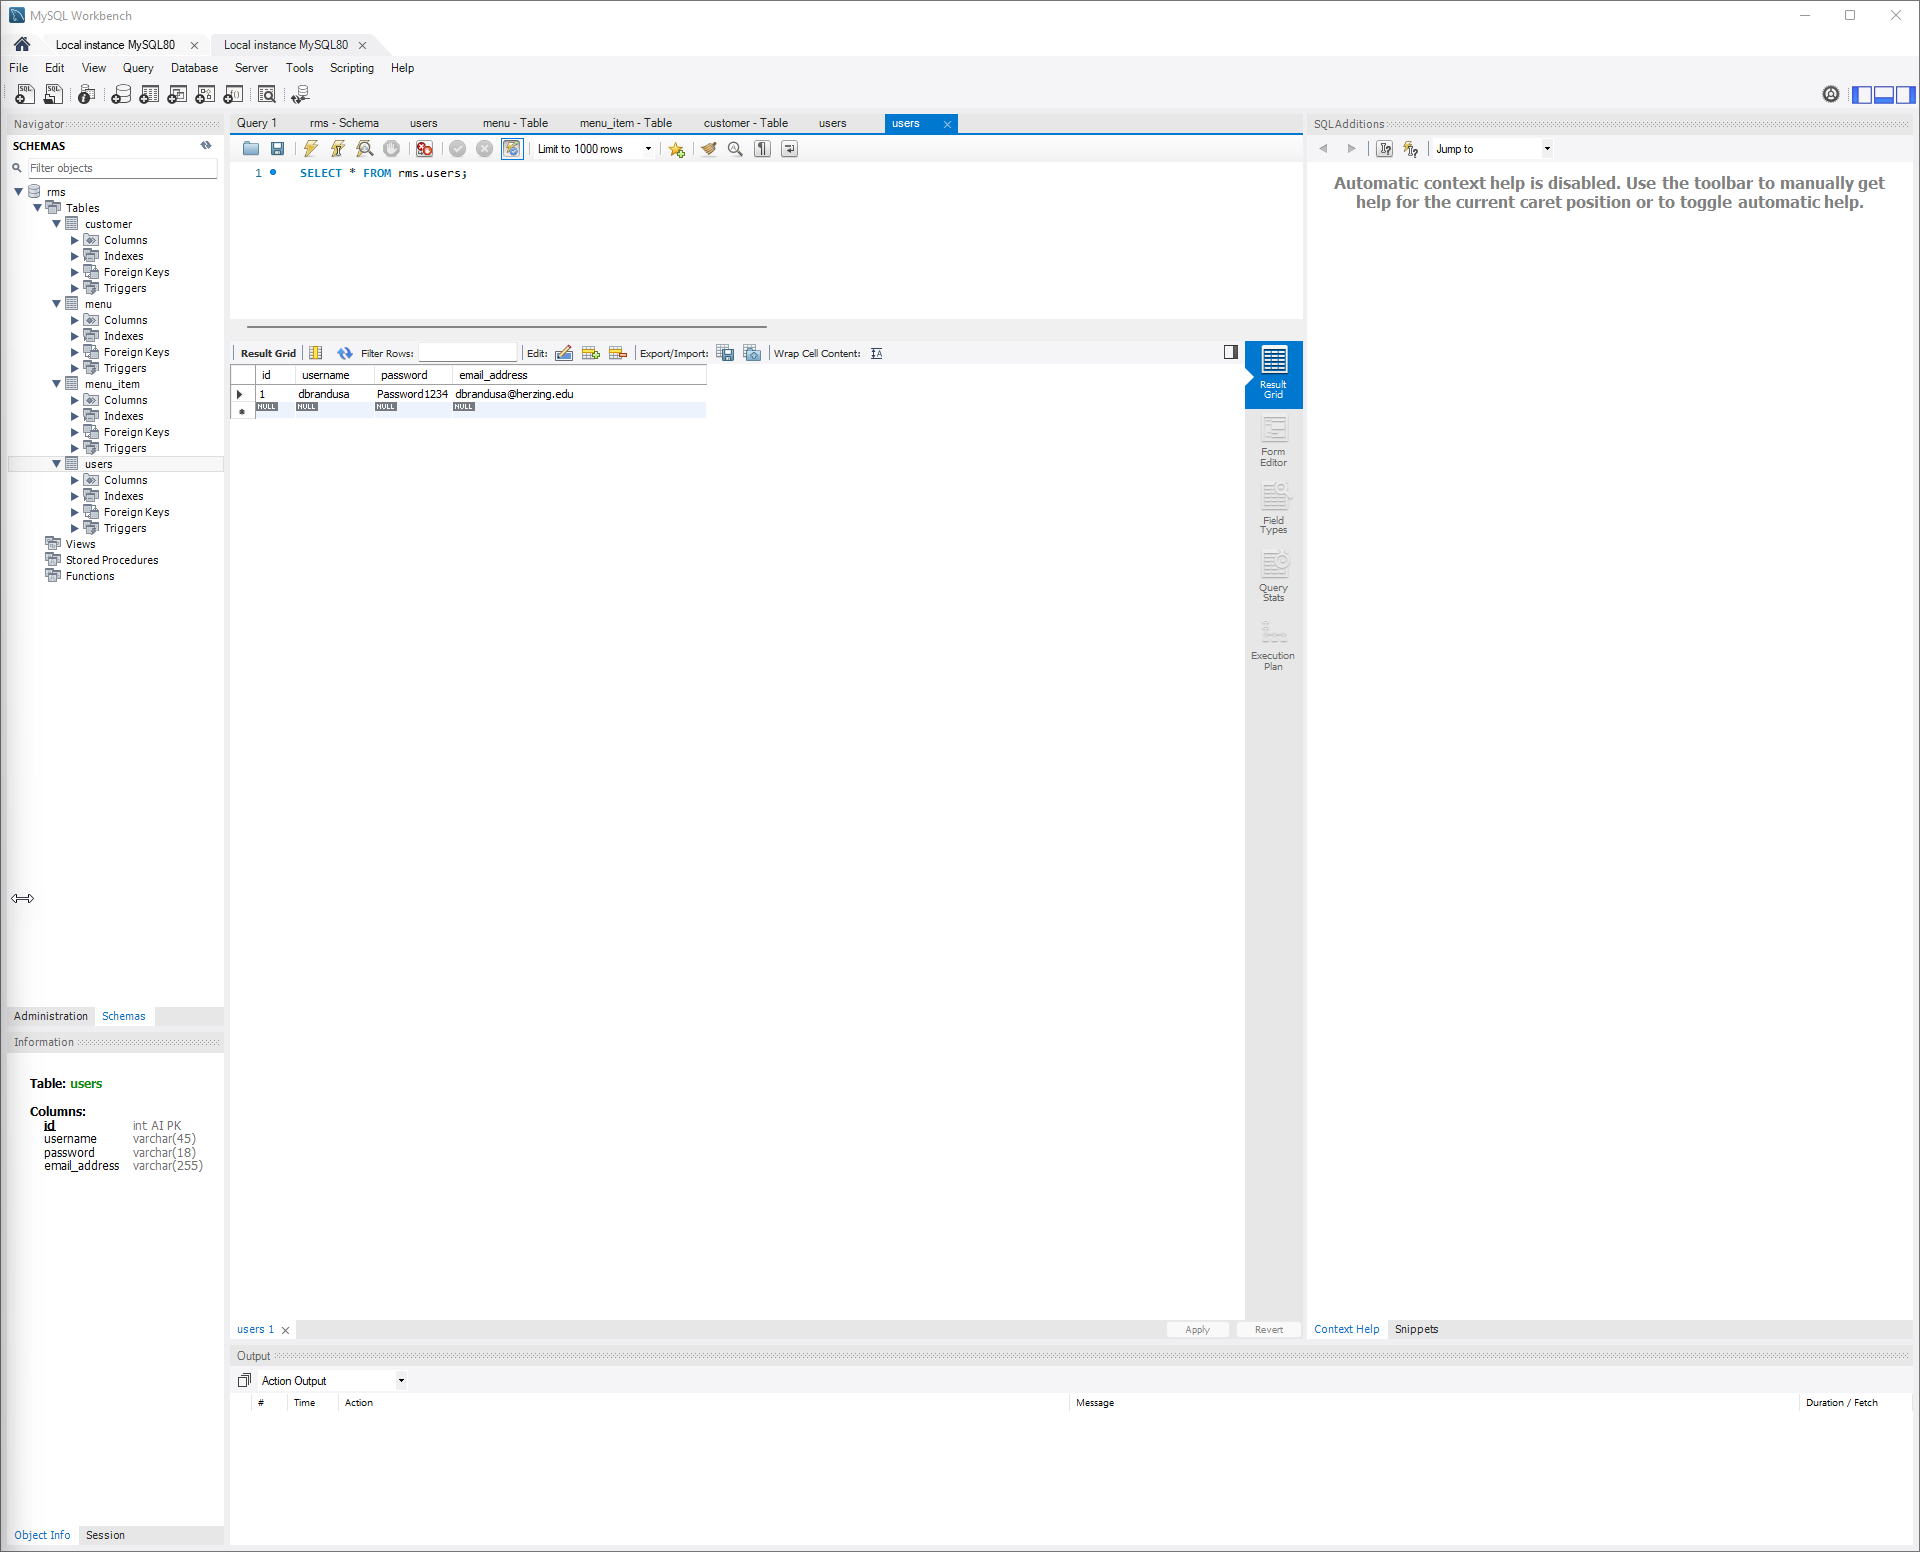 MySQL Workbench
Local instance MySQL80
Local instance MySQL80
File Edit View Query Database Server Tools Scripting Help
Navigator
SCHEMAS
Filter objects
rms
Tables
customer
Columns
Indexes
Foreign Keys
Triggers
menu
Columns
Indexes
Foreign Keys
Triggers
menu_item
Columns
Indexes
Foreign Keys
Triggers
users
Columns
Indexes
Foreign Keys
Triggers
Views
Stored Procedures
Functions
Administration Schemas
Information
Table: users
Columns:
id int AI PK
username varchar(45)
password varchar(18)
email_address varchar(255)
Object Info Session
Query 1 rms - Schema users menu - Table menu_item - Table customer - Table users users
Limit to 1000 rows
1 SELECT * FROM rms.users;
Result Grid Filter Rows: Edit: Export/Import: Wrap Cell Content:
id username password email_address
1 dbrandusa Password1234 dbrandusa@herzing.edu
NULL NULL NULL NULL
Result Grid
Form Editor
Field Types
Query Stats
Execution Plan
users 1 Apply Revert
SQLAdditions
Jump to
Automatic context help is disabled. Use the toolbar to manually get
help for the current caret position or to toggle automatic help.
Context Help Snippets
Output
Action Output
# Time Action Message Duration / Fetch